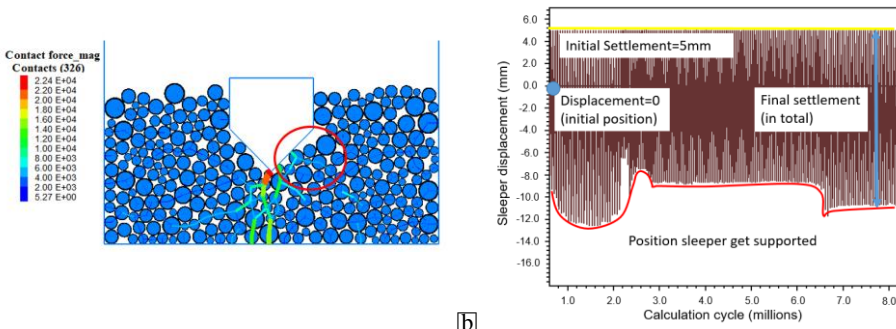 Contact force_mag
Contacts (326)
2.24 E+04
2.20 E+04
2.00 E+04
1.80 E+04
1.60 E+04
1.40 E+04
1.20 E+04
1.00 E+04
8.00 E+03
6.00 E+03
4.00 E+03
2.00 E+03
5.27 E+00
b
Sleeper displacement (mm)
6.0
4.0
2.0
0.0
-2.0
-4.0
-6.0
-8.0
-10.0
-12.0
-14.0
-16.0
Initial Settlement=5mm
Displacement=0
(initial position)
Final settlement
(in total)
Position sleeper get supported
1.0 2.0 3.0 4.0 5.0 6.0 7.0 8.0
Calculation cycle (millions)